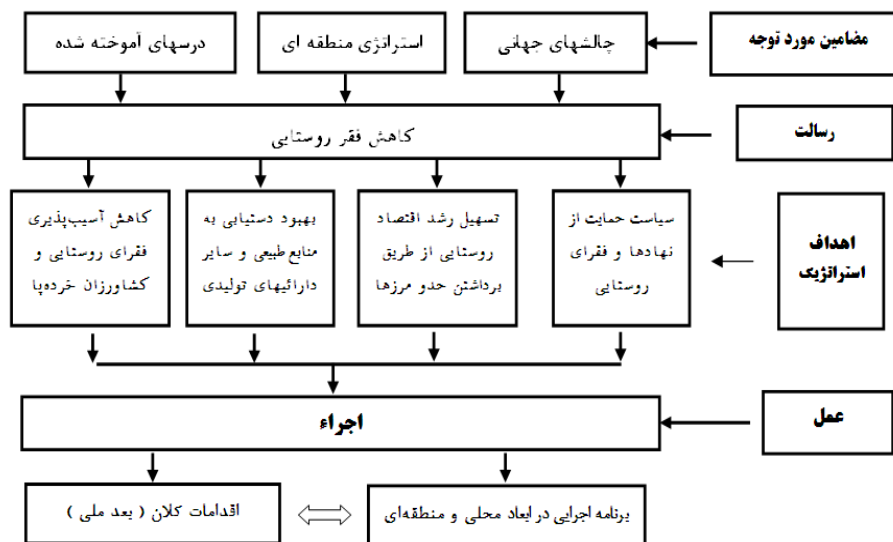 مضامین مورد توجه
چالشهای جهانی
استراتژی منطقه ای
درسهای آموخته شده
رسالت
کاهش فقر روستایی
اهداف
استراتژیک
سیاست حمایت از
نهادها و فقرای
روستایی
تسهیل رشد اقتصاد
روستایی از طریق
برداشتن حدو مرزها
بهبود دستیابی به
منابع طبیعی و سایر
دارائیهای تولیدی
کاهش آسیب‌پذیری
فقرای روستایی و
کشاورزان خرده‌پا
عمل
اجراء
برنامه اجرایی در ابعاد محلی و منطقه‌ای
اقدامات کلان ( بعد ملی )